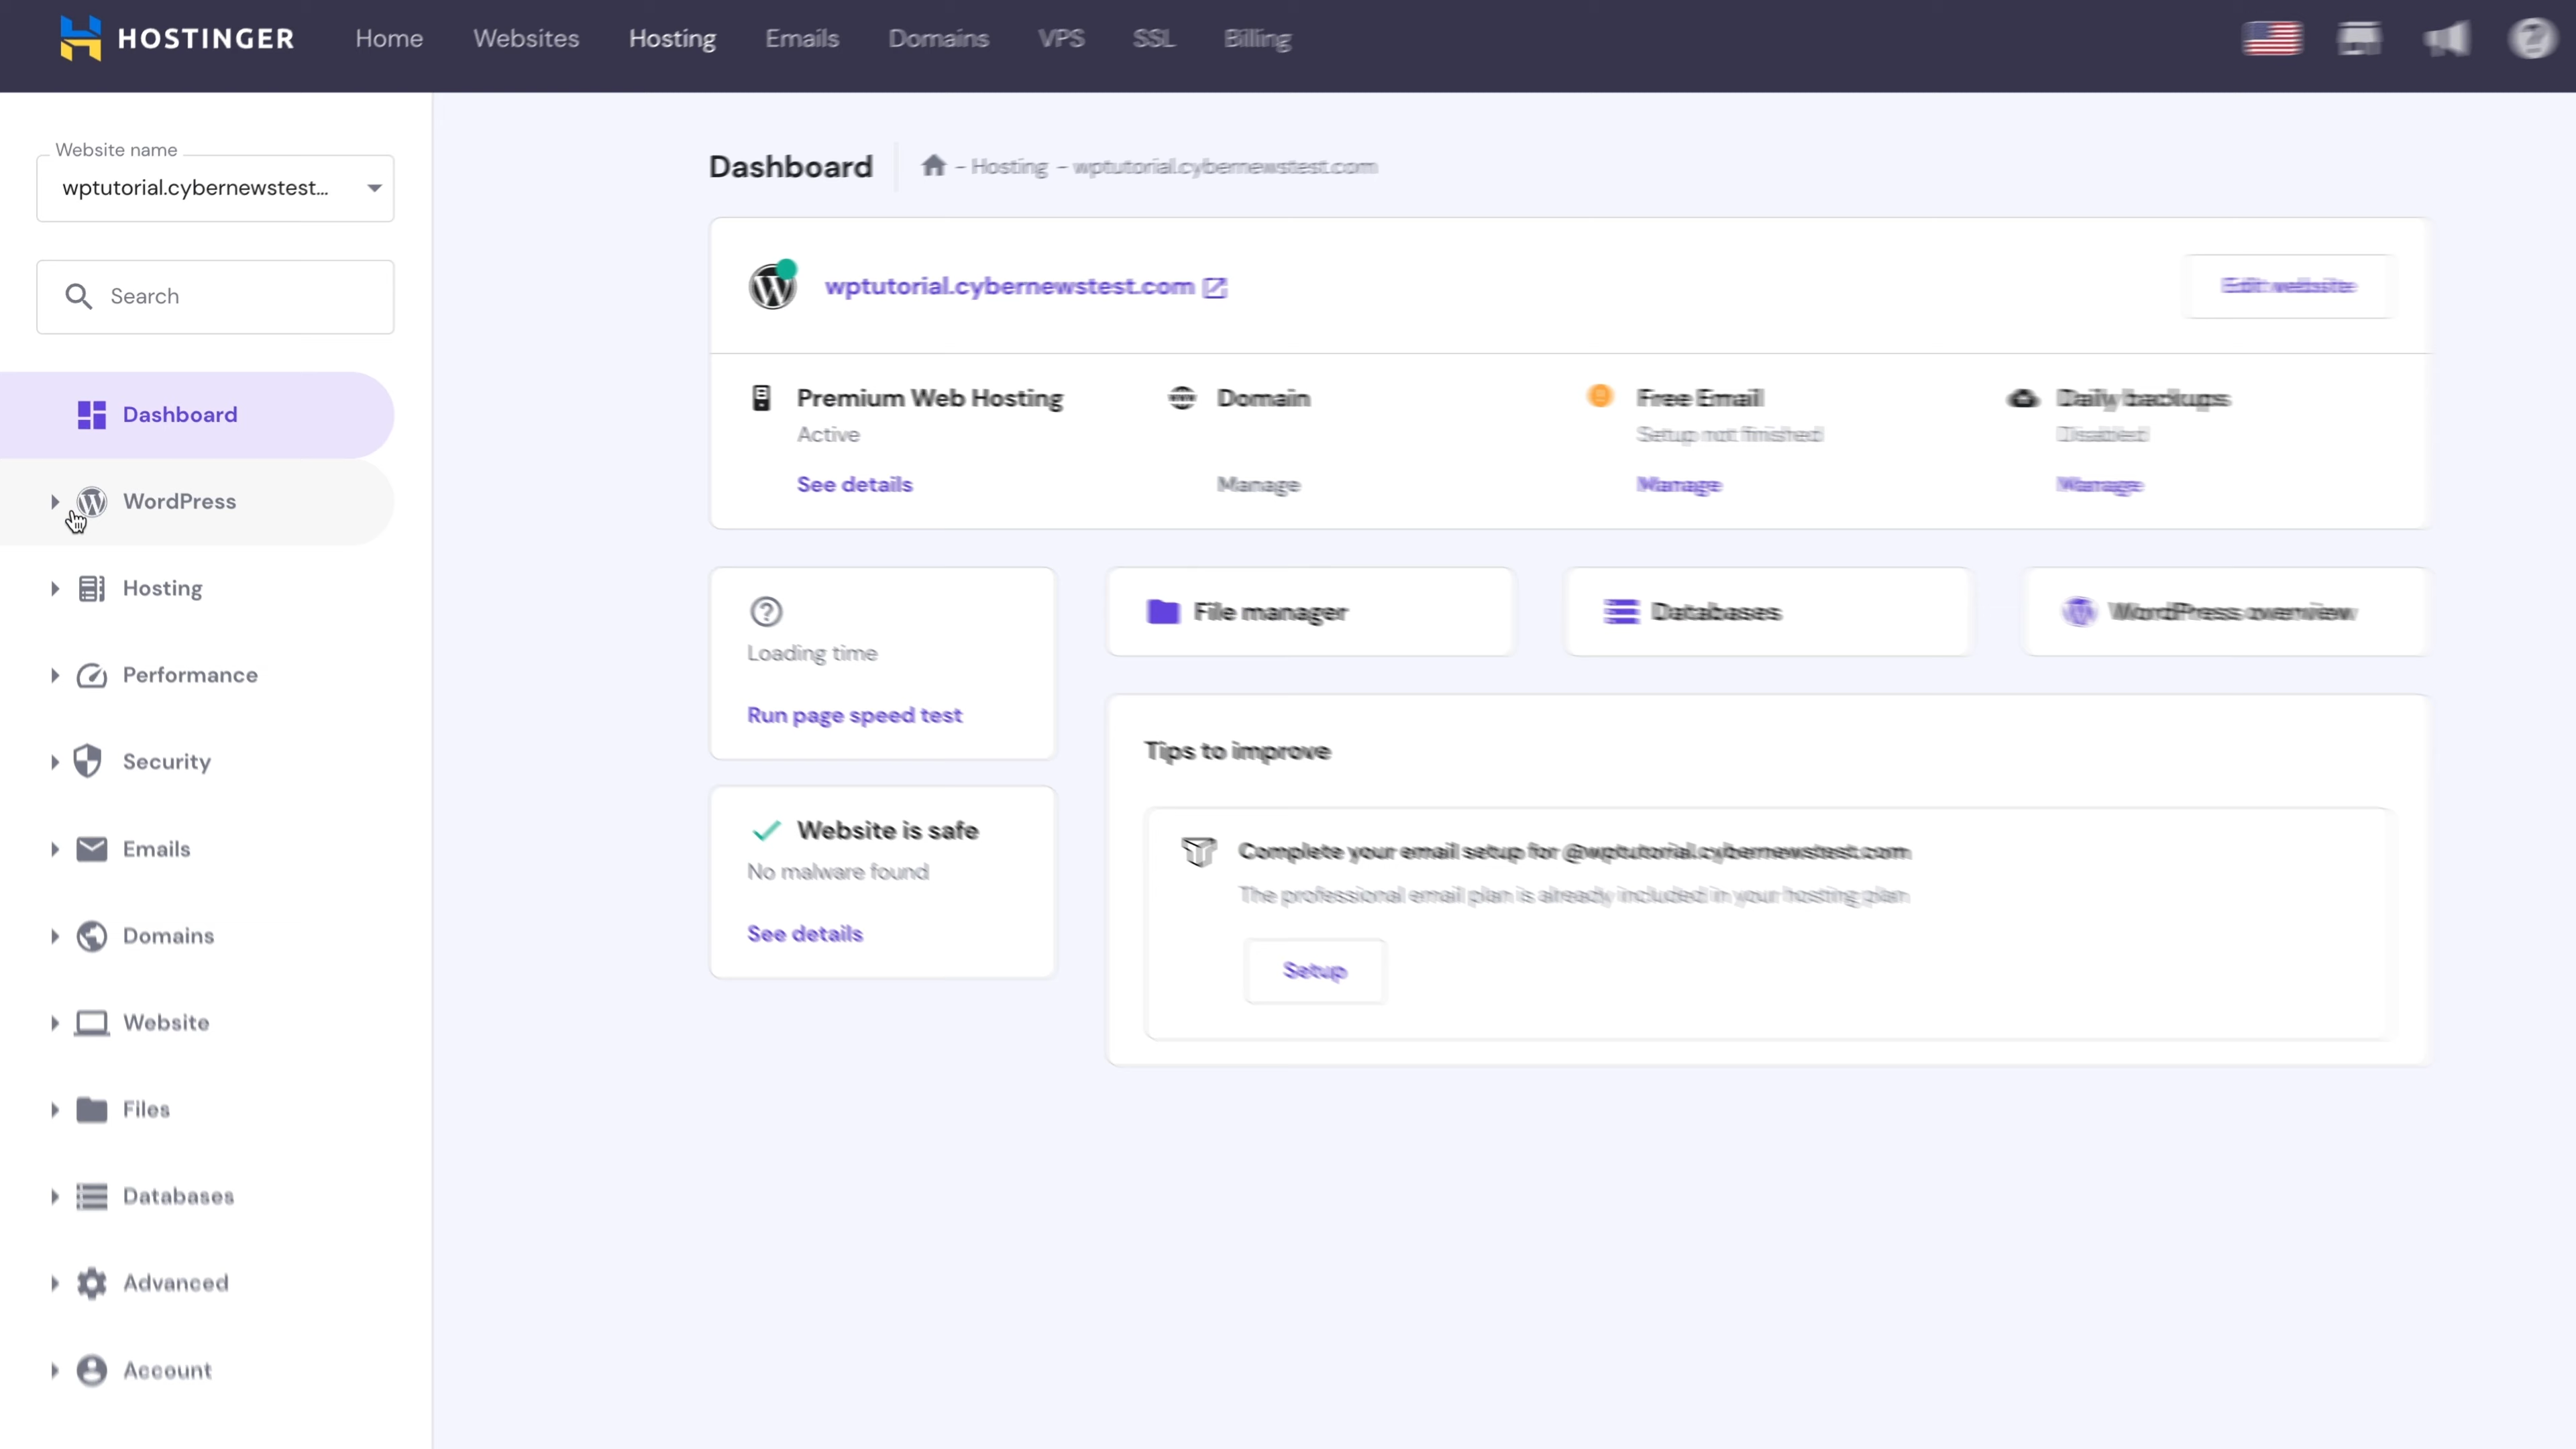 HOSTINGER Home Websites Hosting Emails Domains VPS SSL Billing
Website name
wptutorial.cybernewstest...
Search
Dashboard
WordPress
Hosting
Performance
Security
Emails
Domains
Website
Files
Databases
Advanced
Account
Dashboard - Hosting - wptutorial.cybernewstest.com
wptutorial.cybernewstest.com
Edit website
Premium Web Hosting
Active
See details
Domain
Manage
Free Email
Setup not finished
Manage
Daily backups
Disabled
Manage
Loading time
Run page speed test
Website is safe
No malware found
See details
File manager
Databases
WordPress overview
Tips to improve
Complete your email setup for @wptutorial.cybernewstest.com
The professional email plan is already included in your hosting plan
Setup